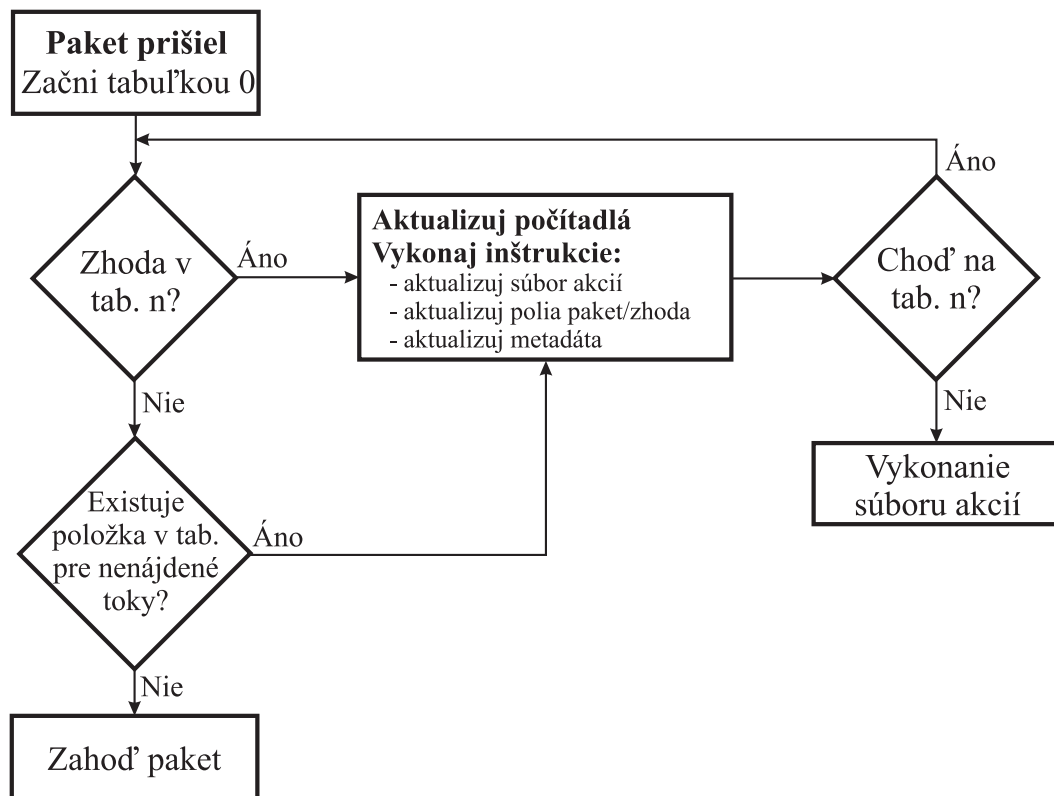 Paket prišiel
Začni tabuľkou 0
Áno
Zhoda v
tab. n?
Áno
Aktualizuj počítadlá
Vykonaj inštrukcie:
- aktualizuj súbor akcií
- aktualizuj polia paket/zhoda
- aktualizuj metadáta
Choď na
tab. n?
Nie
Nie
Vykonanie
súboru akcií
Existuje
položka v tab.
pre nenájdené
toky?
Áno
Nie
Zahoď paket